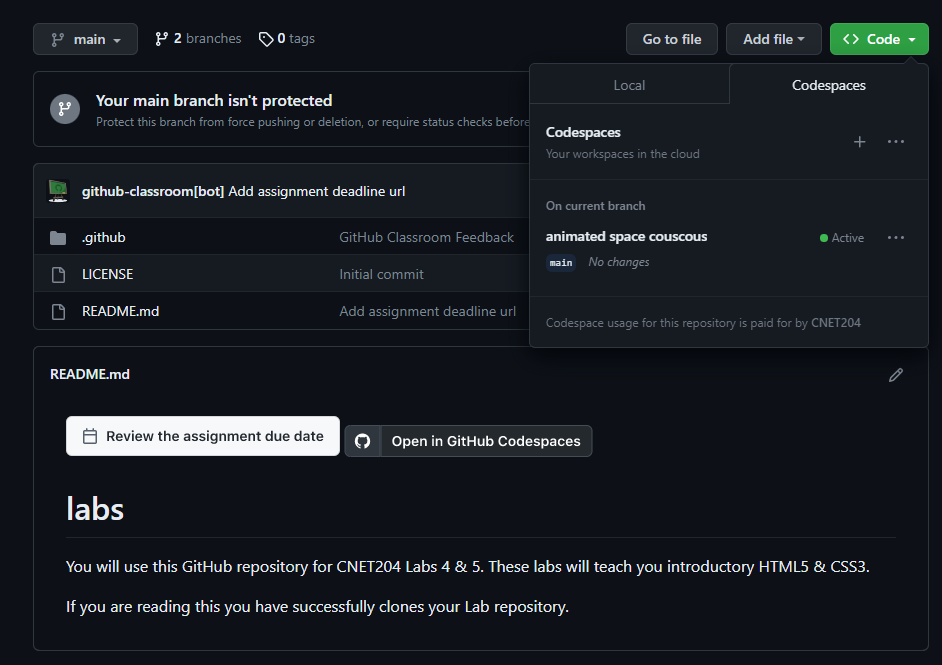 main
2 branches
0 tags
Go to file
Add file
Code
Your main branch isn't protected
Protect this branch from force pushing or deletion, or require status checks before
Local
Codespaces
Codespaces
Your workspaces in the cloud
On current branch
animated space couscous
Active
main
No changes
Codespace usage for this repository is paid for by CNET204
github-classroom[bot] Add assignment deadline url
.github
GitHub Classroom Feedback
LICENSE
Initial commit
README.md
Add assignment deadline url
README.md
Review the assignment due date
Open in GitHub Codespaces
labs
You will use this GitHub repository for CNET204 Labs 4 & 5. These labs will teach you introductory HTML5 & CSS3.
If you are reading this you have successfully clones your Lab repository.